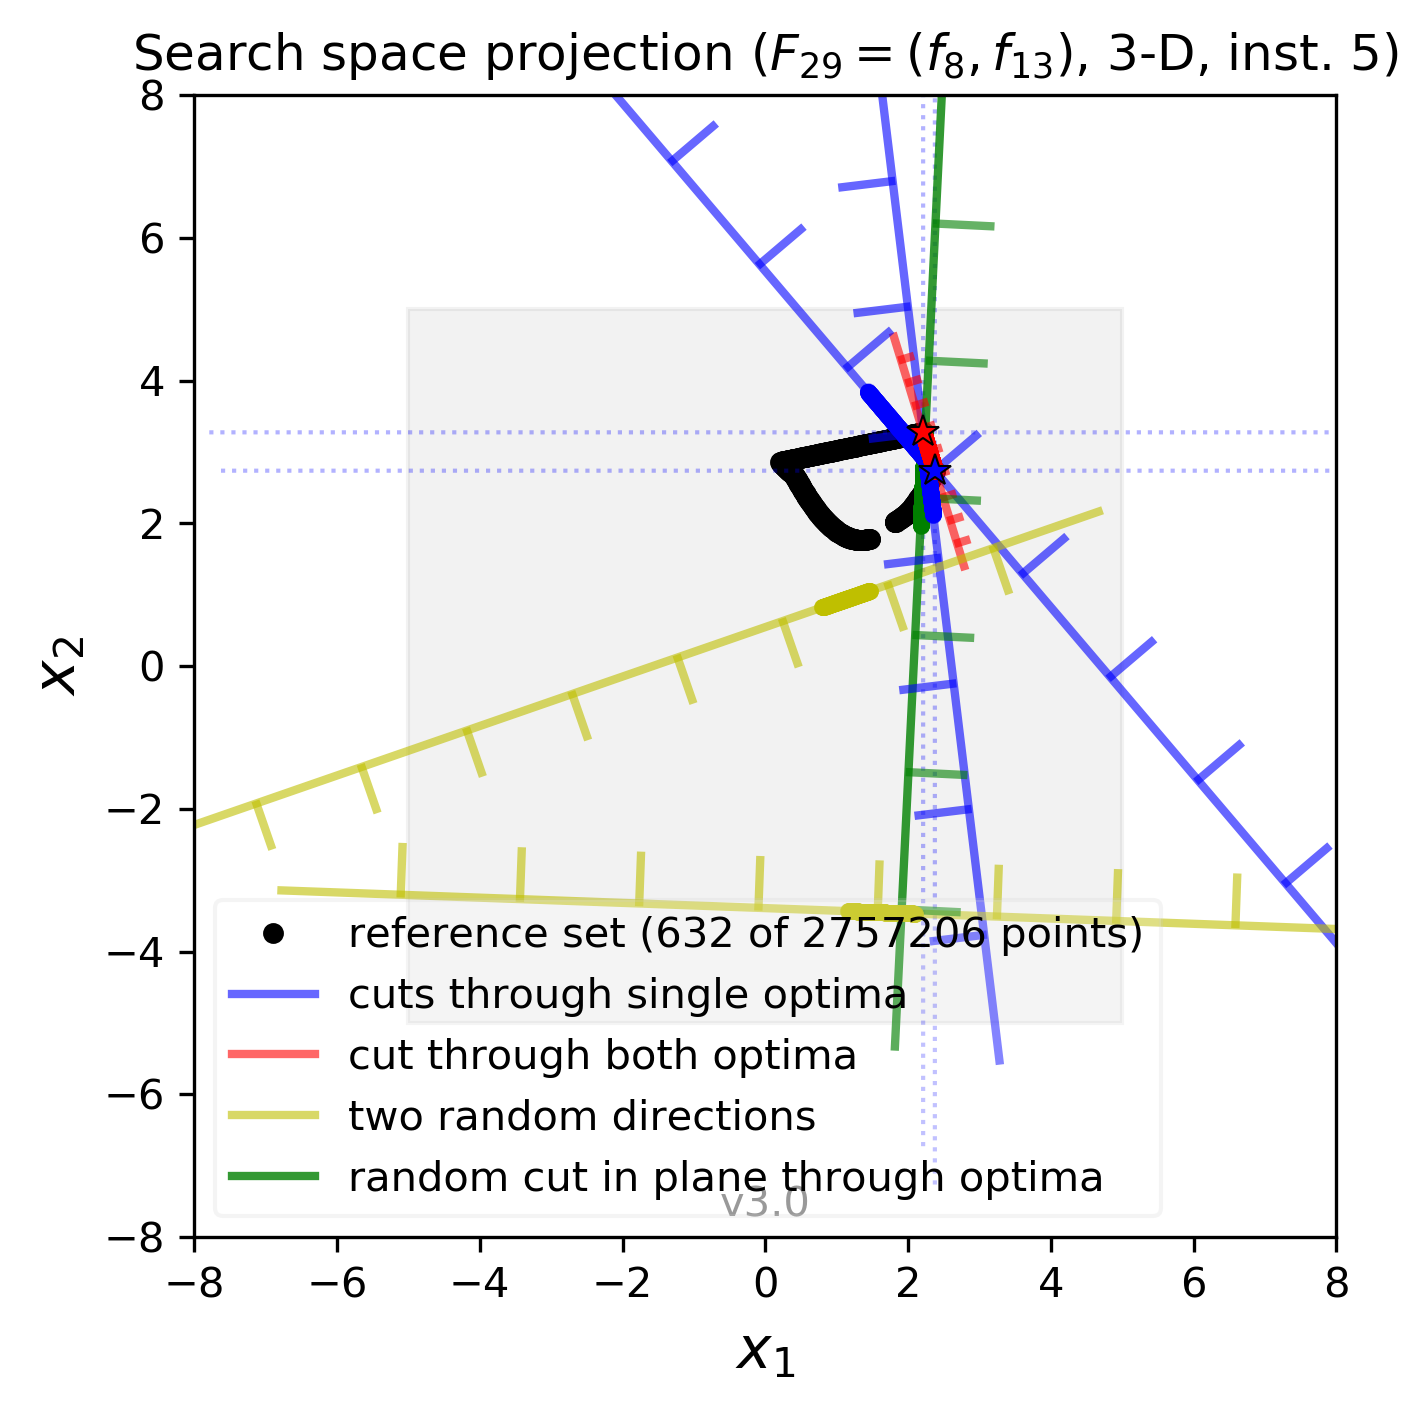 Search space projection (F₂₉ = (f₈, f₁₃), 3-D, inst. 5)
8
6
4
2
0
−2
−4
−6
−8
x₂
reference set (632 of 2757206 points)
cuts through single optima
cut through both optima
two random directions
random cut in plane through optima
v3.0
−8 −6 −4 −2 0 2 4 6 8
x₁